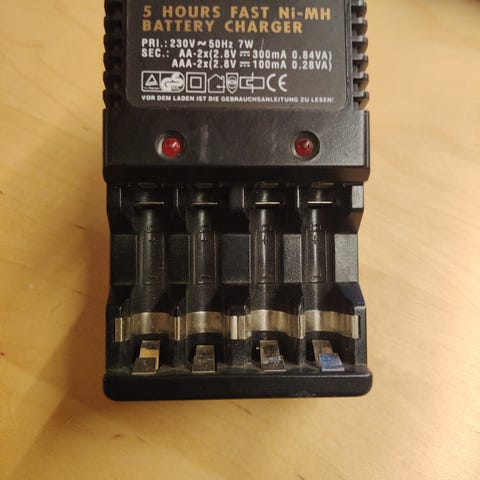 5 HOURS FAST Ni-MH
BATTERY CHARGER
PRI.: 230V ~ 50Hz 7W
SEC.: AA-2x(2.8V ⎓ 300mA 0.84VA)
AAA-2x(2.8V ⎓ 100mA 0.28VA)
CE
VOR DEM LADEN IST DIE GEBRAUCHSANLEITUNG ZU LESEN!